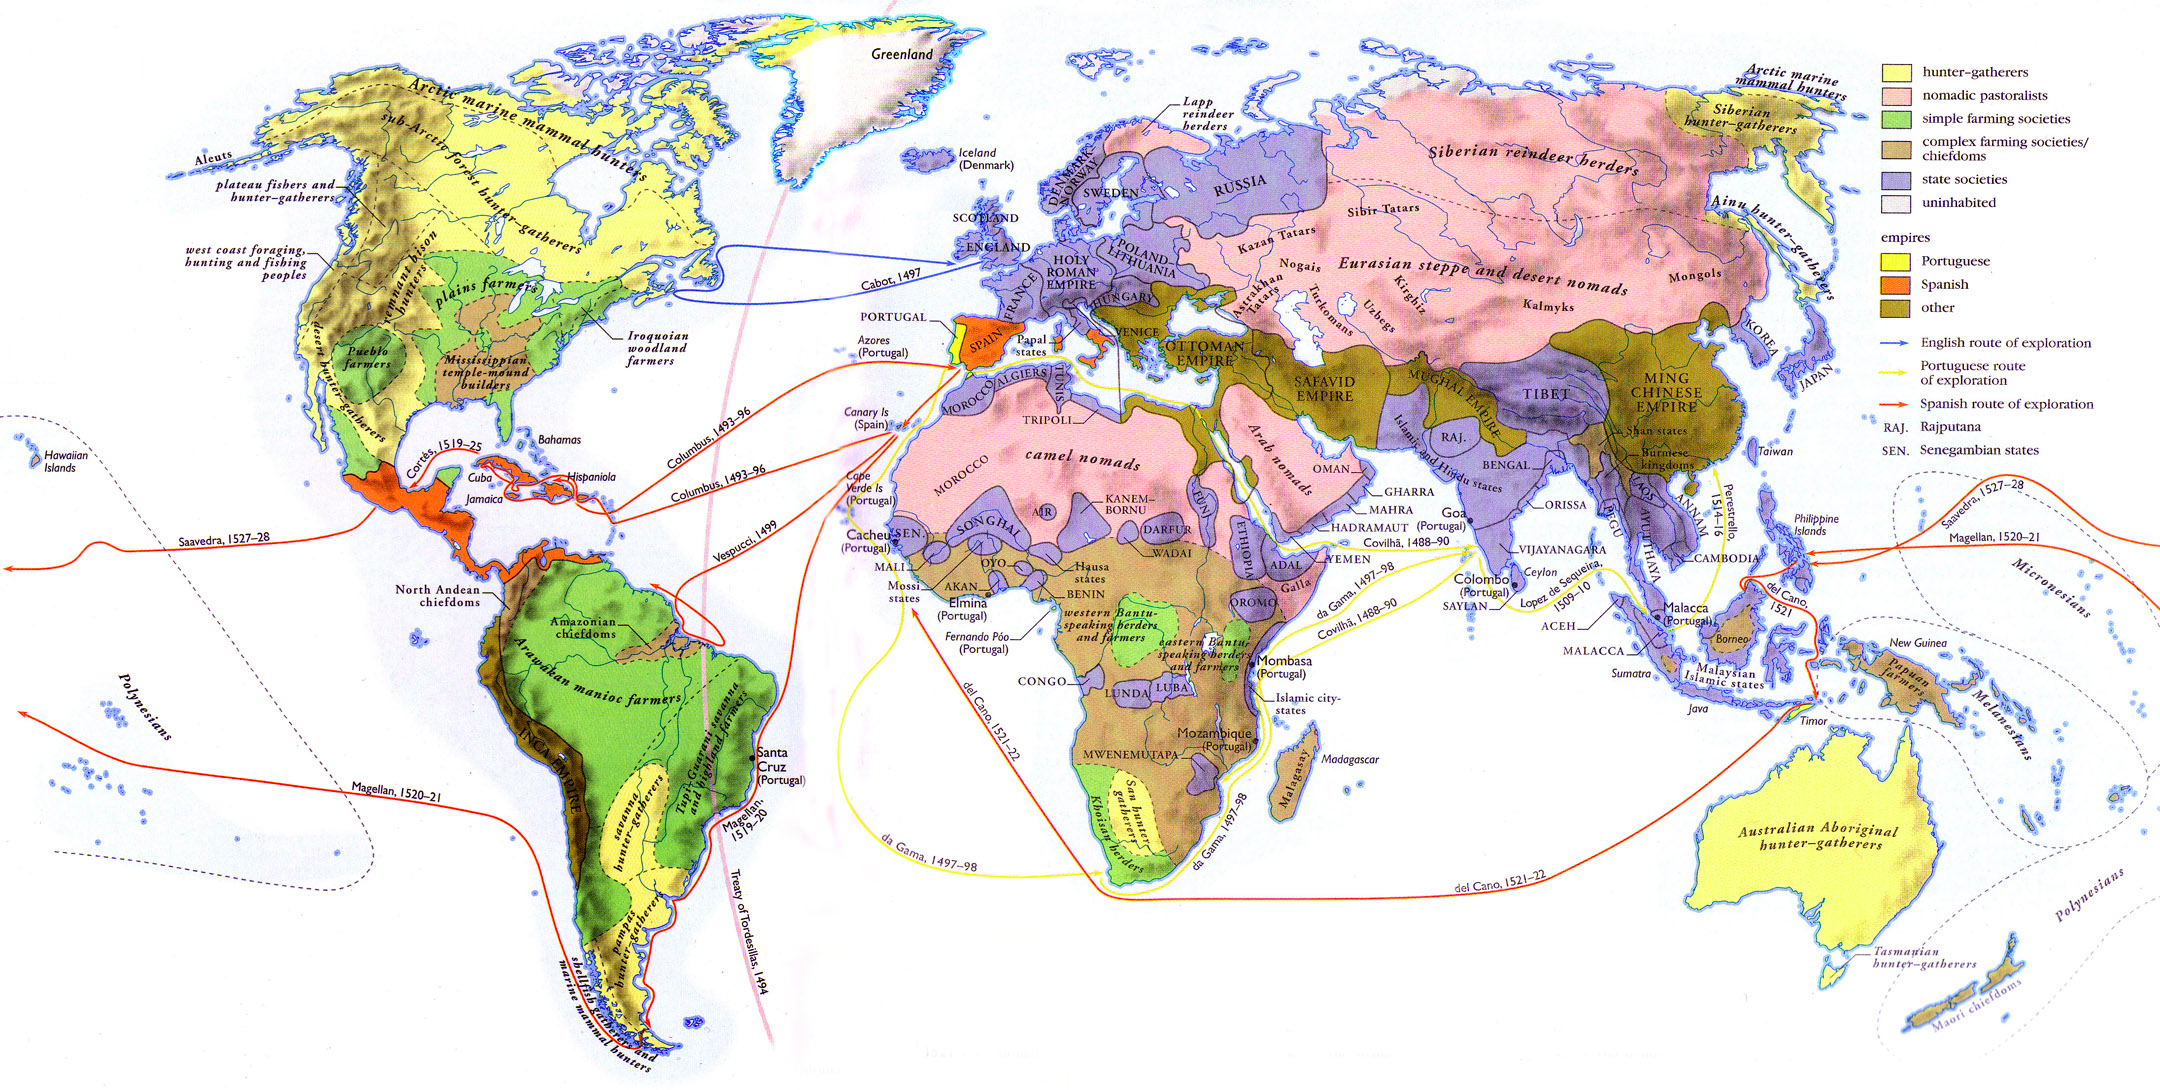 Greenland
Arctic marine mammal hunters
sub-Arctic forest hunter-gatherers
Aleuts
plateau fishers and
hunter-gatherers
west coast foraging,
hunting and fishing
peoples
remnant bison
hunters
plains farmers
desert hunter-gatherers
Pueblo
farmers
Mississippian
temple-mound
builders
Iroquoian
woodland
farmers
Hawaiian
Islands
Cortés, 1519–25
Bahamas
Cuba
Hispaniola
Jamaica
Saavedra, 1527–28
Columbus, 1493–96
Columbus, 1493–96
Vespucci, 1499
Cabot, 1497
North Andean
chiefdoms
Amazonian
chiefdoms
Arawakan manioc farmers
Tupi-Guarani savanna
and highland farmers
INCA EMPIRE
savanna
hunter-gatherers
pampas
hunter-gatherers
shellfish gatherers and
marine mammal hunters
Polynesians
Magellan, 1520–21
Santa
Cruz
(Portugal)
Magellan,
1519–20
Treaty of Tordesillas, 1494
Iceland
(Denmark)
Lapp
reindeer
herders
DENMARK-
NORWAY
SWEDEN
RUSSIA
SCOTLAND
ENGLAND
POLAND-
LITHUANIA
HOLY
ROMAN
EMPIRE
FRANCE
HUNGARY
VENICE
PORTUGAL
SPAIN
Papal
states
OTTOMAN
EMPIRE
Azores
(Portugal)
Canary Is
(Spain)
Cape
Verde Is
(Portugal)
MOROCCO
ALGIERS
TUNIS
TRIPOLI
MOROCCO
camel nomads
Arab nomads
AIR
KANEM-
BORNU
SONGHAI
SEN.
Cacheu
(Portugal)
MALI
Mossi
states
AKAN
OYO
Elmina
(Portugal)
BENIN
Hausa
states
DARFUR
WADAI
FUNJ
ETHIOPIA
ADAL
Galla
OROMO
Fernando Póo
(Portugal)
western Bantu-
speaking herders
and farmers
eastern Bantu-
speaking herders
and farmers
CONGO
LUNDA
LUBA
Mombasa
(Portugal)
Islamic city-
states
Mozambique
(Portugal)
MWENEMUTAPA
San hunter
gatherers
Khoisan herders
Malagasay
Madagascar
da Gama, 1497–98
del Cano, 1521–22
da Gama, 1497–98
da Gama, 1497–98
Covilhã, 1488–90
Covilhã, 1488–90
del Cano, 1521–22
OMAN
GHARRA
MAHRA
HADRAMAUT
YEMEN
Siberian reindeer herders
Siberian
hunter-gatherers
Arctic marine
mammal hunters
Ainu hunter-gatherers
Sibir Tatars
Kazan Tatars
Nogais
Astrakhan
Tatars
Eurasian steppe and desert nomads
Turkomans
Uzbegs
Kirghiz
Kalmyks
Mongols
SAFAVID
EMPIRE
MUGHAL EMPIRE
TIBET
MING
CHINESE
EMPIRE
KOREA
JAPAN
Islamic and Hindu states
RAJ.
BENGAL
ORISSA
Goa
(Portugal)
VIJAYANAGARA
Ceylon
Colombo
(Portugal)
SAYLAN
Lopez de Sequeira,
1509–10
Shan states
Burmese
kingdoms
LAOS
ANNAM
PEGU
AYUTTHAYA
CAMBODIA
Perestrello,
1514–16
Taiwan
Philippine
Islands
ACEH
Malacca
(Portugal)
MALACCA
Sumatra
Borneo
Malaysian
Islamic states
Java
Timor
del Cano,
1521
New Guinea
Papuan
farmers
Melanesians
Micronesians
Saavedra, 1527–28
Magellan, 1520–21
Australian Aboriginal
hunter-gatherers
Tasmanian
hunter-gatherers
Maori chiefdoms
Polynesians
hunter-gatherers
nomadic pastoralists
simple farming societies
complex farming societies/
chiefdoms
state societies
uninhabited
empires
Portuguese
Spanish
other
English route of exploration
Portuguese route
of exploration
Spanish route of exploration
RAJ. Rajputana
SEN. Senegambian states